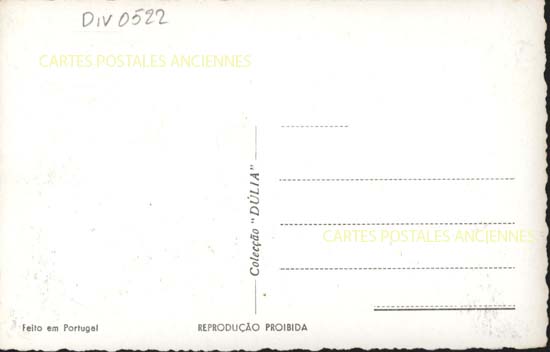 DIV 0522
CARTES POSTALES ANCIENNES
Colecção "DÚLIA"
CARTES POSTALES ANCIENNES
Feito em Portugal
REPRODUÇÃO PROIBIDA